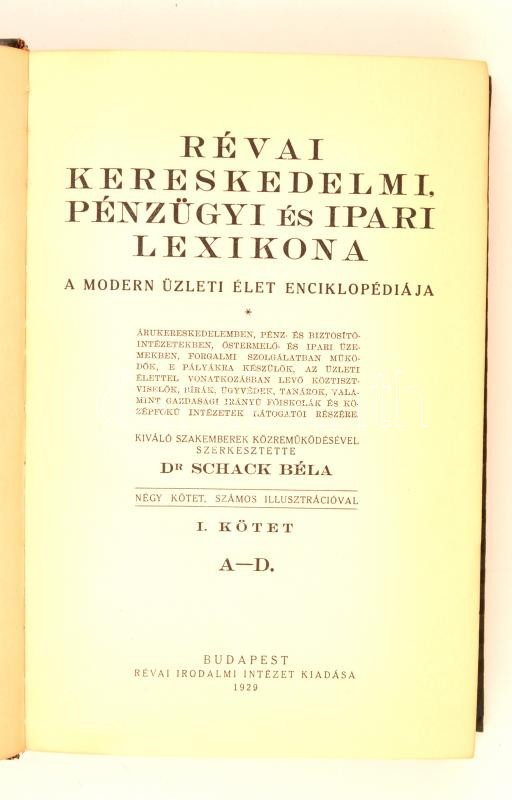 RÉVAI
KERESKEDELMI,
PÉNZÜGYI ÉS IPARI
LEXIKONA
A MODERN ÜZLETI ÉLET ENCIKLOPÉDIÁJA
*
ÁRUKERESKEDELEMBEN, PÉNZ- ÉS BIZTOSÍTÓ-
INTÉZETEKBEN, ŐSTERMELŐ- ÉS IPARI ÜZE-
MEKBEN, FORGALMI SZOLGÁLATBAN MŰKÖ-
DŐK, E PÁLYÁKRA KÉSZÜLŐK, AZ ÜZLETI
ÉLETTEL VONATKOZÁSBAN LEVŐ KÖZTISZT-
VISELŐK, BÍRÁK, ÜGYVÉDEK, TANÁROK, VALA-
MINT GAZDASÁGI IRÁNYÚ FŐISKOLÁK ÉS KÖ-
ZÉPFOKÚ INTÉZETEK LÁTOGATÓI RÉSZÉRE.
KIVÁLÓ SZAKEMBEREK KÖZREMŰKÖDÉSÉVEL
SZERKESZTETTE
DR SCHACK BÉLA
NÉGY KÖTET, SZÁMOS ILLUSZTRÁCIÓVAL
I. KÖTET
A—D.
BUDAPEST
RÉVAI IRODALMI INTÉZET KIADÁSA
1929